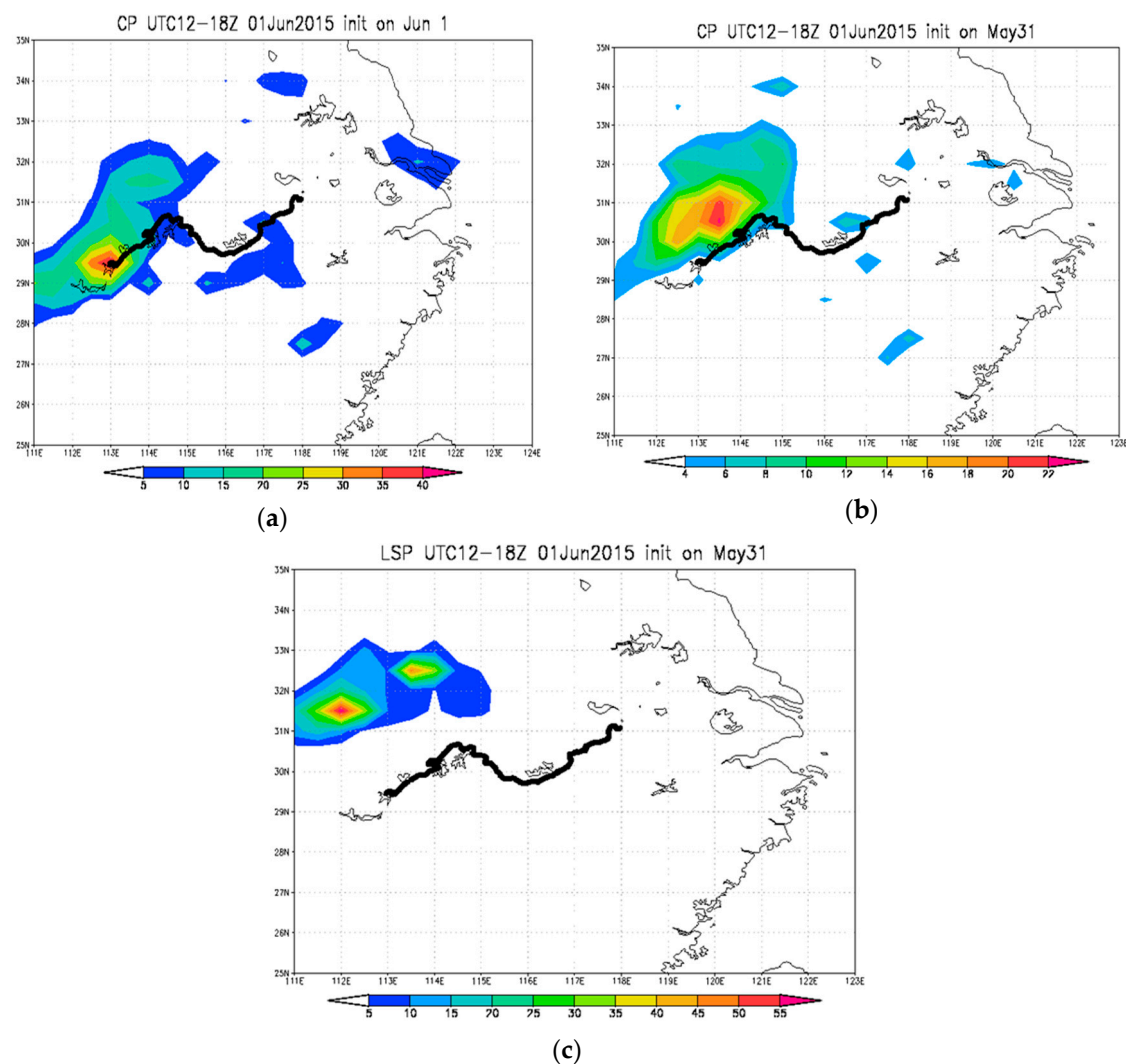 CP UTC12-18Z 01Jun2015 init on Jun 1
35N
34N
33N
32N
31N
30N
29N
28N
27N
26N
25N
111E 112E 113E 114E 115E 116E 117E 118E 119E 120E 121E 122E 123E 124E
5 10 15 20 25 30 35 40
(a)
CP UTC12-18Z 01Jun2015 init on May31
35N
34N
33N
32N
31N
30N
29N
28N
27N
26N
25N
111E 112E 113E 114E 115E 116E 117E 118E 119E 120E 121E 122E 123E
4 6 8 10 12 14 16 18 20 22
(b)
LSP UTC12-18Z 01Jun2015 init on May31
35N
34N
33N
32N
31N
30N
29N
28N
27N
26N
25N
111E 112E 113E 114E 115E 116E 117E 118E 119E 120E 121E 122E 123E
5 10 15 20 25 30 35 40 45 50 55
(c)